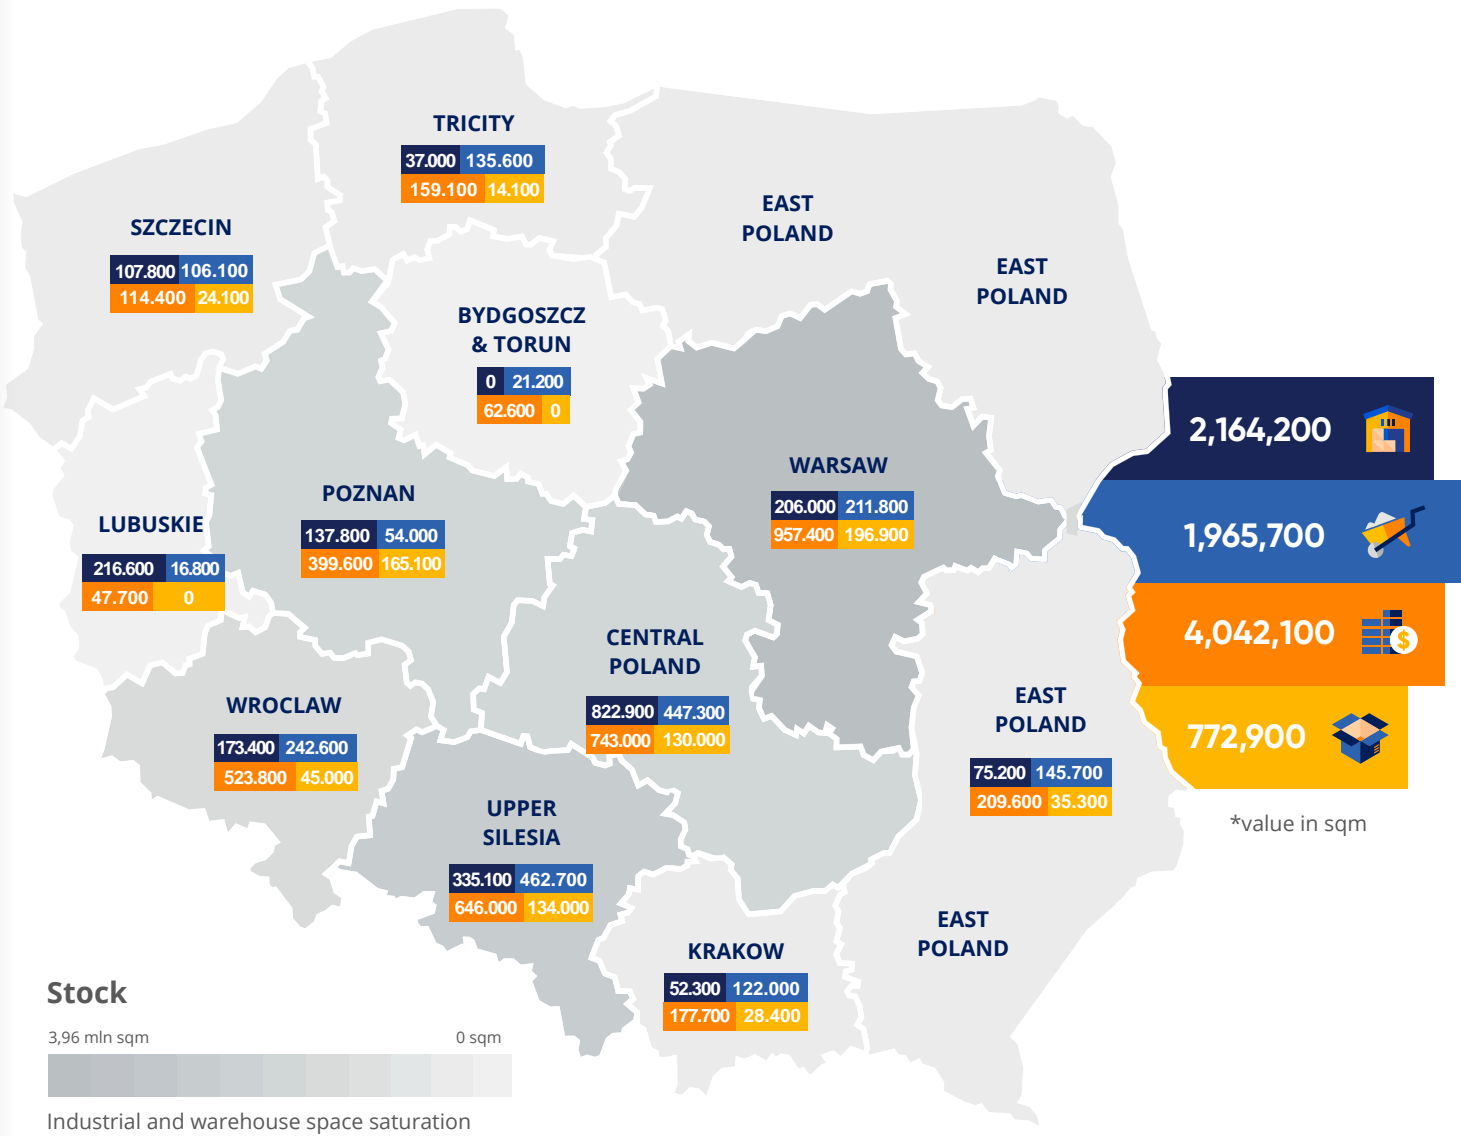 TRICITY
37.000 135.600
159.100 14.100
SZCZECIN
107.800 106.100
114.400 24.100
EAST
POLAND
EAST
POLAND
BYDGOSZCZ
& TORUN
0 21.200
62.600 0
POZNAN
137.800 54.000
399.600 165.100
LUBUSKIE
216.600 16.800
47.700 0
WARSAW
206.000 211.800
957.400 196.900
2,164,200
1,965,700
4,042,100
$
772,900
*value in sqm
CENTRAL
POLAND
822.900 447.300
743.000 130.000
WROCLAW
173.400 242.600
523.800 45.000
EAST
POLAND
75.200 145.700
209.600 35.300
UPPER
SILESIA
335.100 462.700
646.000 134.000
EAST
POLAND
KRAKOW
52.300 122.000
177.700 28.400
Stock
3,96 mln sqm 0 sqm
Industrial and warehouse space saturation